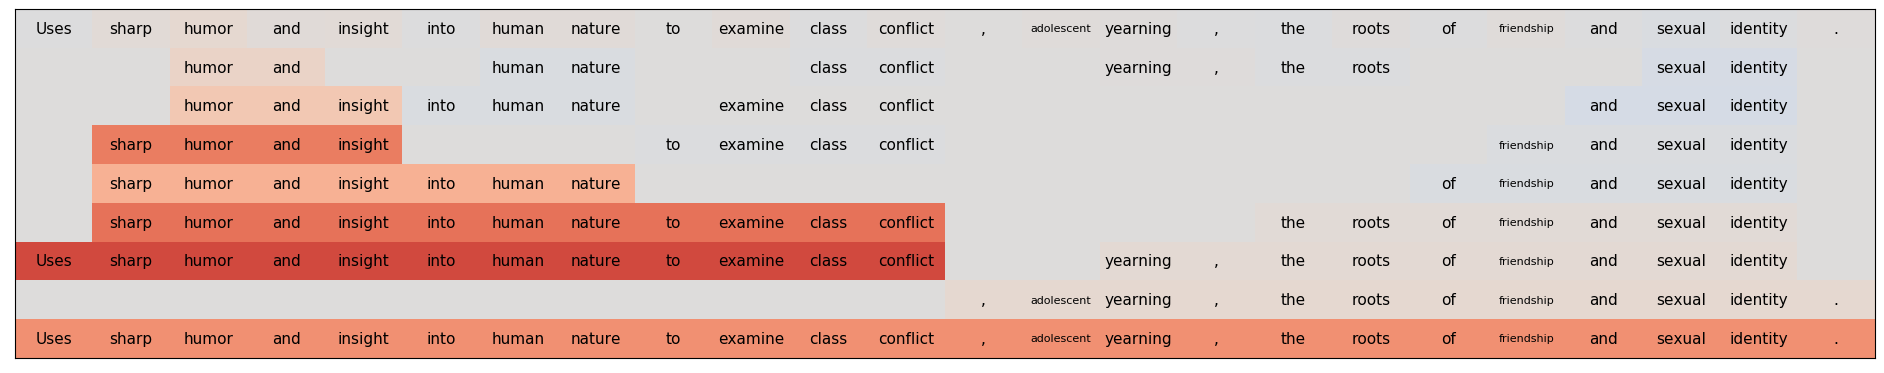 Uses sharp humor and insight into human nature to examine class conflict , adolescent yearning , the roots of friendship and sexual identity .
humor and human nature class conflict yearning , the roots sexual identity
humor and insight into human nature examine class conflict and sexual identity
sharp humor and insight to examine class conflict friendship and sexual identity
sharp humor and insight into human nature of friendship and sexual identity
sharp humor and insight into human nature to examine class conflict the roots of friendship and sexual identity
Uses sharp humor and insight into human nature to examine class conflict yearning , the roots of friendship and sexual identity
, adolescent yearning , the roots of friendship and sexual identity .
Uses sharp humor and insight into human nature to examine class conflict , adolescent yearning , the roots of friendship and sexual identity .